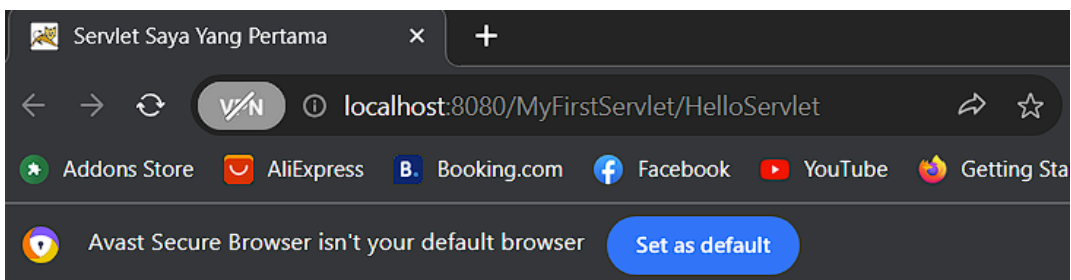 Servlet Saya Yang Pertama
VPN localhost:8080/MyFirstServlet/HelloServlet
Addons Store AliExpress B. Booking.com Facebook YouTube Getting Sta
Avast Secure Browser isn't your default browser Set as default